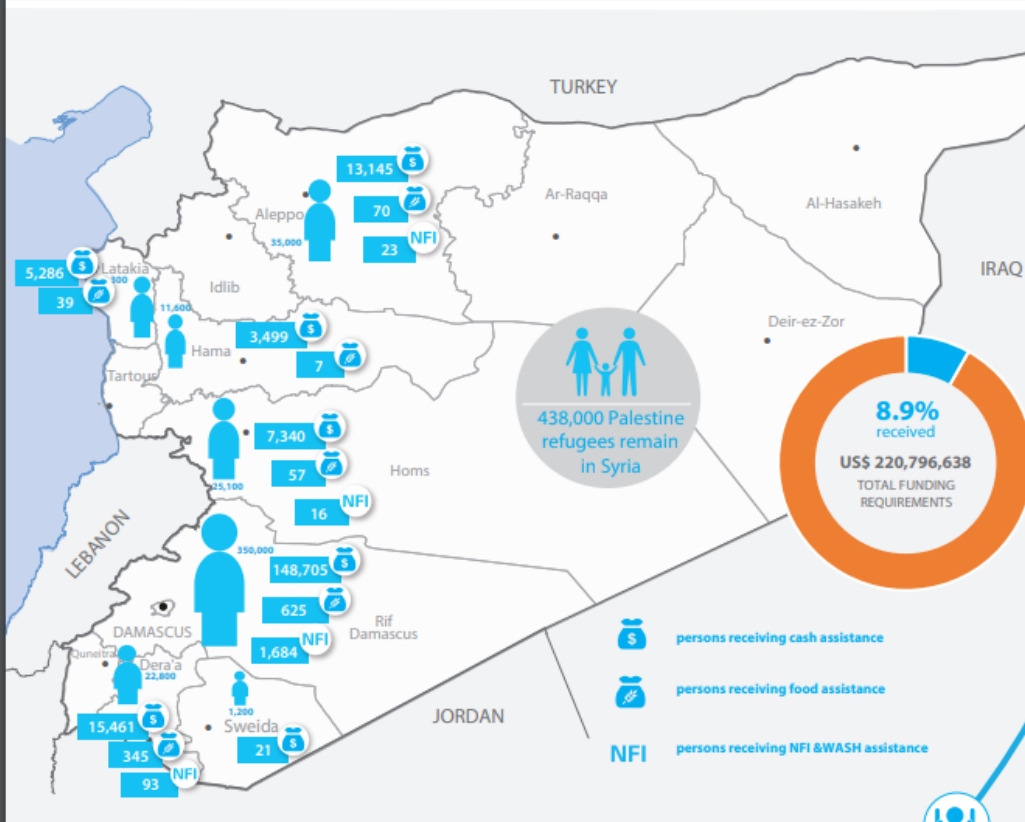 TURKEY
13,145
$
Aleppo
70
35,000
23
NFI
Ar-Raqqa
Al-Hasakeh
IRAQ
Latakia
5,286
$
39
Idlib
11,600
Hama
3,499
$
7
Tartous
Deir-ez-Zor
438,000 Palestine
refugees remain
in Syria
8.9%
received
US$ 220,796,638
TOTAL FUNDING
REQUIREMENTS
7,340
$
57
Homs
25,100
16
NFI
LEBANON
350,000
148,705
$
625
Rif
Damascus
1,684
NFI
DAMASCUS
Quneitra
Dera'a
22,800
1,200
Sweida
21
$
15,461
$
345
93
NFI
JORDAN
$
persons receiving cash assistance
persons receiving food assistance
NFI
persons receiving NFI &WASH assistance